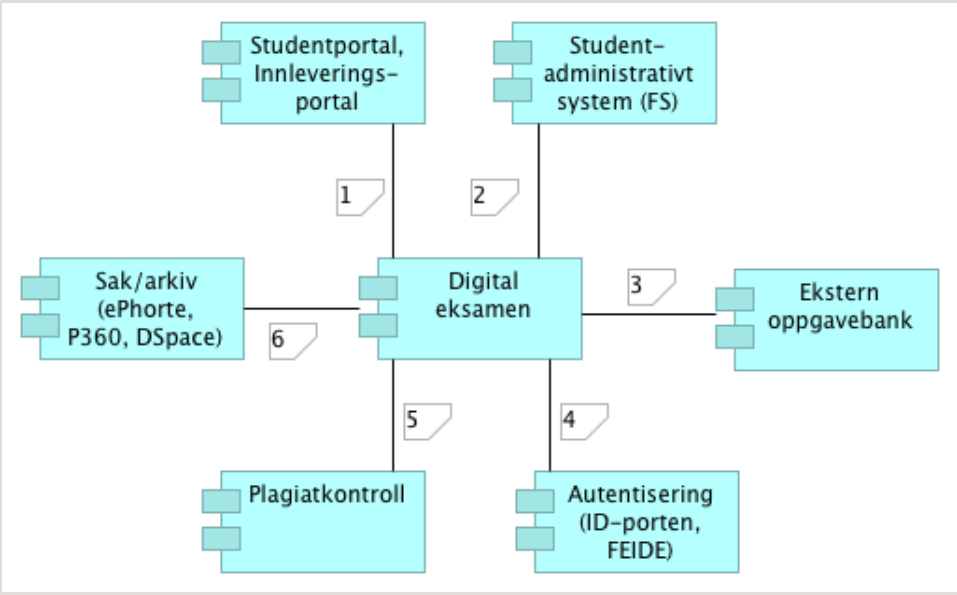 Studentportal,
Innleverings-
portal
Student-
administrativt
system (FS)
1
2
Sak/arkiv
(ePhorte,
P360, DSpace)
Digital
eksamen
3
Ekstern
oppgavebank
6
5
4
Plagiatkontroll
Autentisering
(ID-porten,
FEIDE)